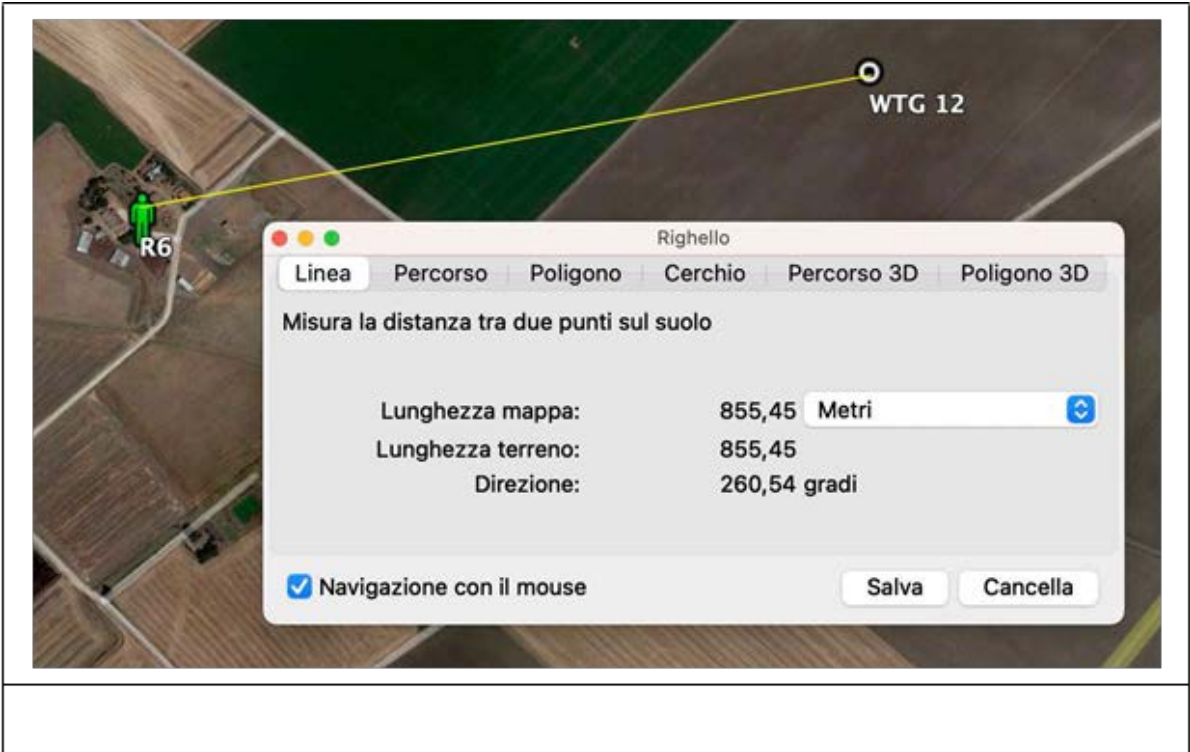 WTG 12
R6
Righello
Linea Percorso Poligono Cerchio Percorso 3D Poligono 3D
Misura la distanza tra due punti sul suolo
Lunghezza mappa: 855,45 Metri
Lunghezza terreno: 855,45
Direzione: 260,54 gradi
Navigazione con il mouse Salva Cancella